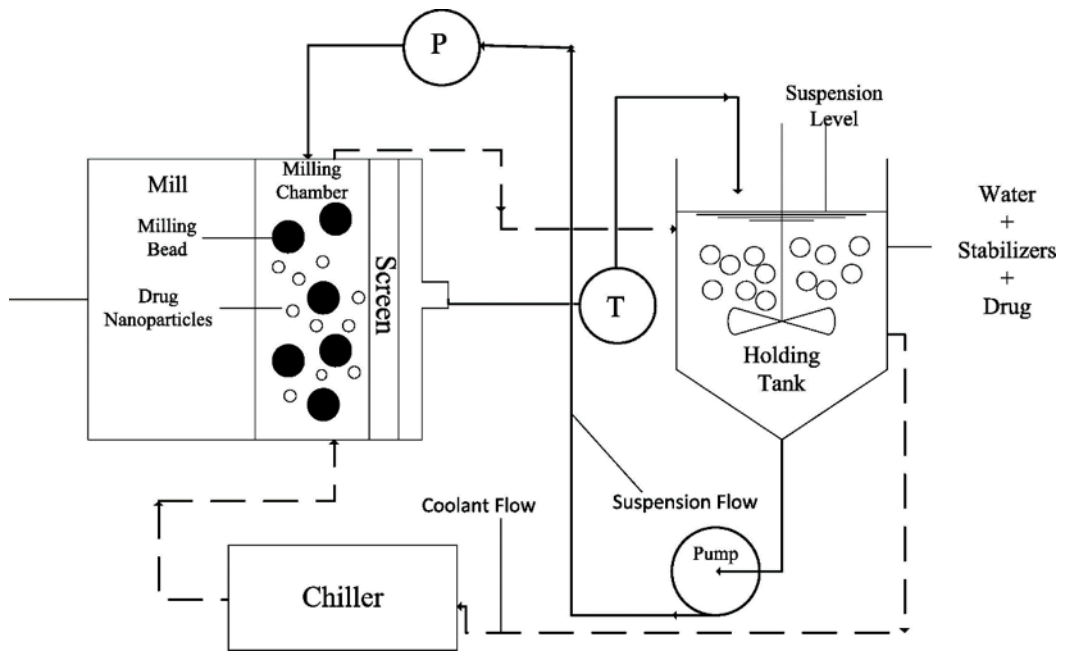 P
Suspension
Level
Mill
Milling
Chamber
Milling
Bead
Drug
Nanoparticles
Screen
T
Water
+
Stabilizers
+
Drug
Holding
Tank
Coolant Flow
Suspension Flow
Pump
Chiller